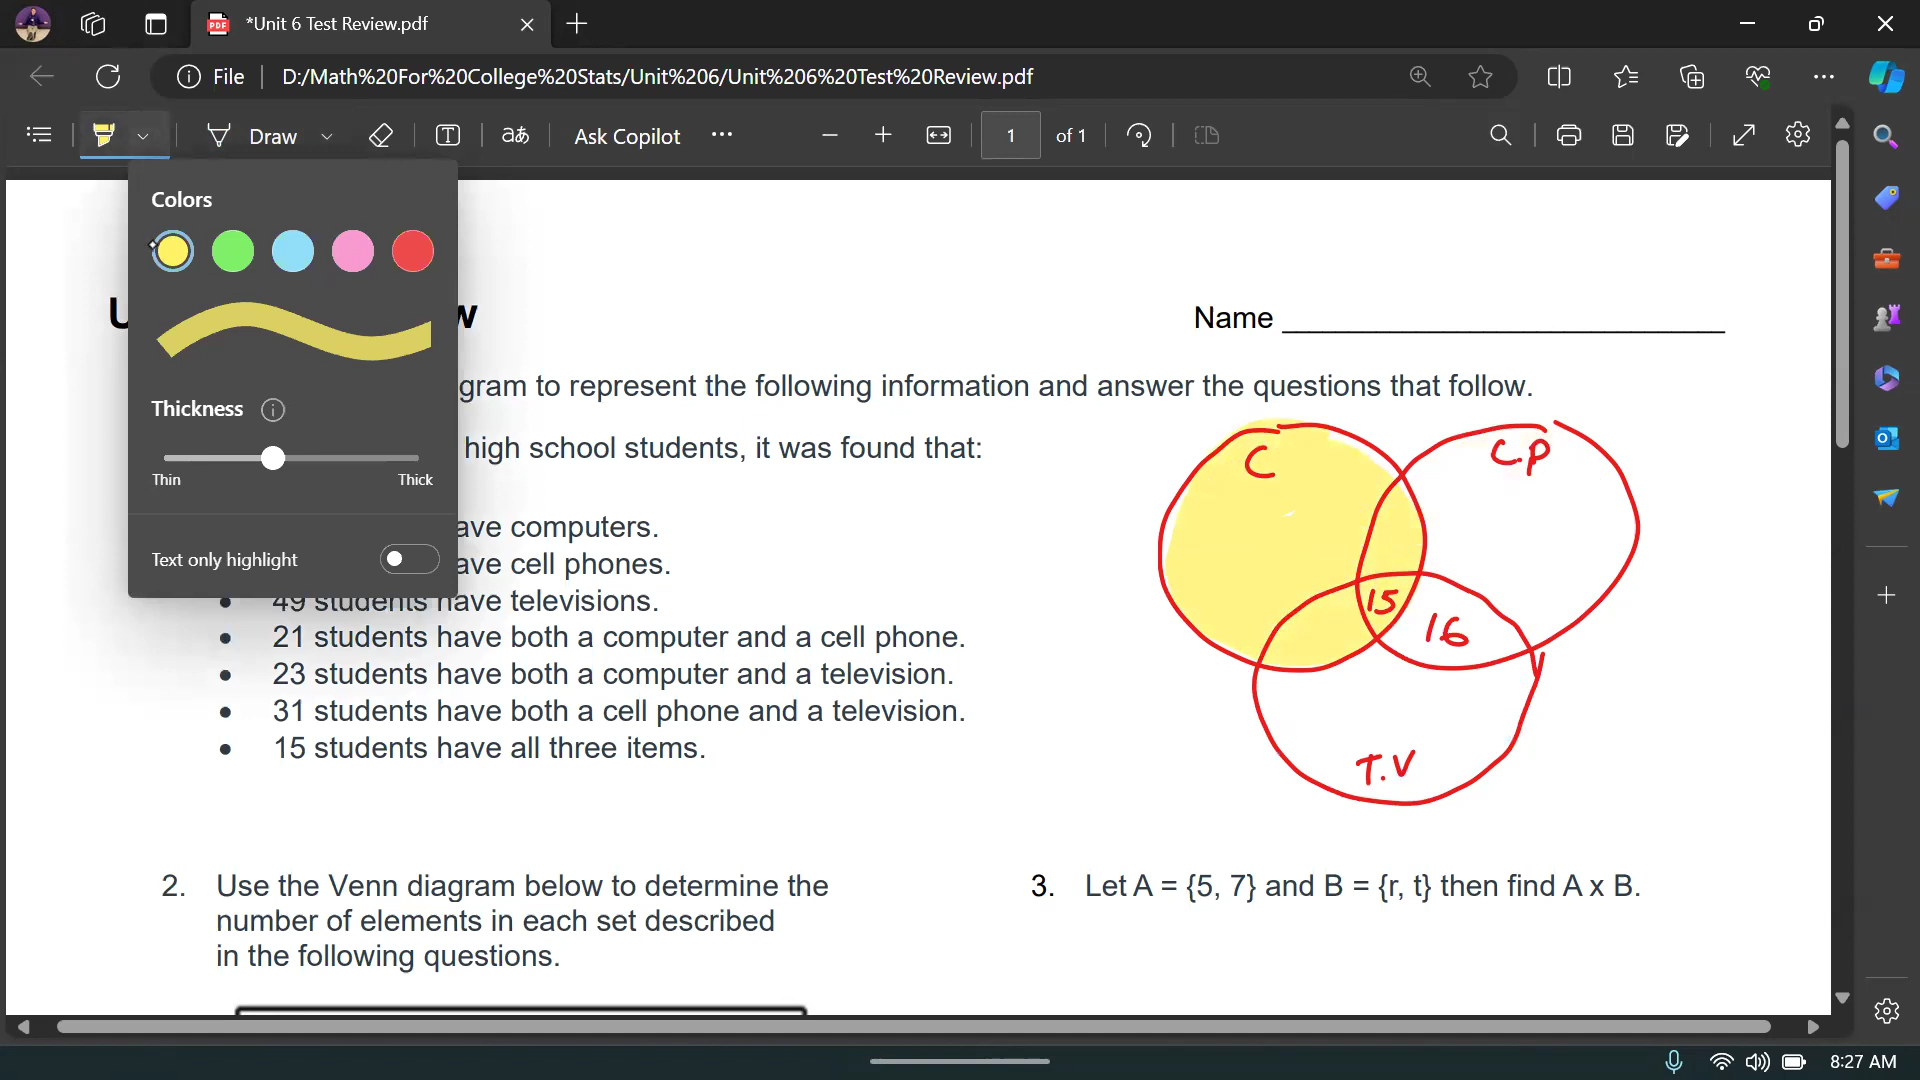 *Unit 6 Test Review.pdf
File D:/Math%20For%20College%20Stats/Unit%206/Unit%206%20Test%20Review.pdf
Draw aあ Ask Copilot 1 of 1
Colors
Thickness
Thin Thick
Text only highlight
U w
Name
gram to represent the following information and answer the questions that follow.
high school students, it was found that:
ave computers.
ave cell phones.
49 students have televisions.
21 students have both a computer and a cell phone.
23 students have both a computer and a television.
31 students have both a cell phone and a television.
15 students have all three items.
C
C.P
15
16
T.V
2. Use the Venn diagram below to determine the
number of elements in each set described
in the following questions.
3. Let A = {5, 7} and B = {r, t} then find A x B.
8:27 AM